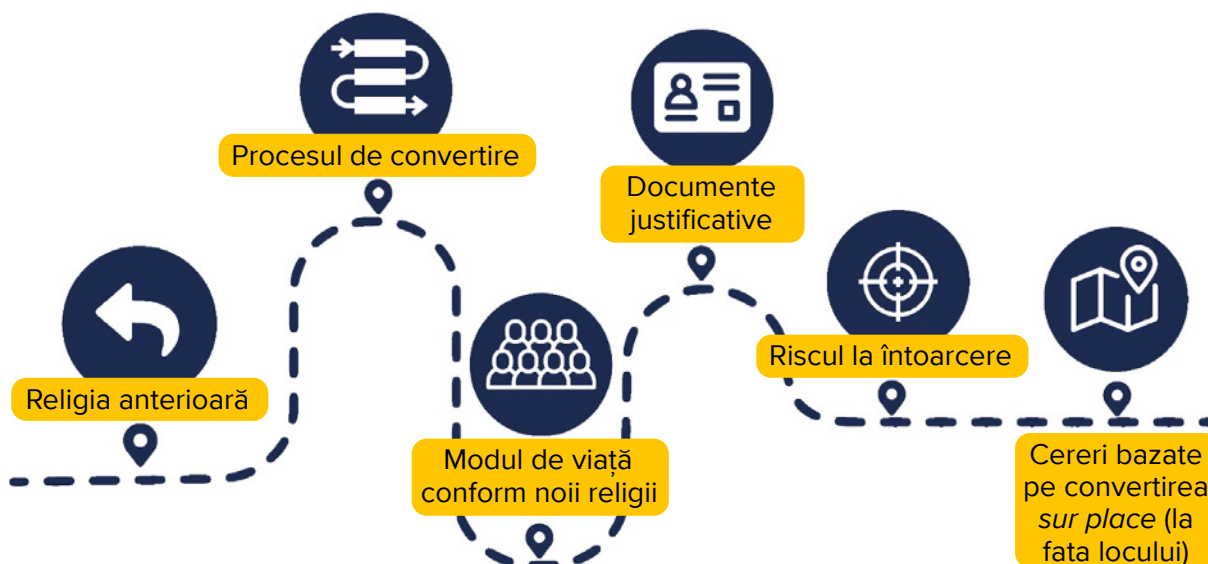 Religia anterioară
Procesul de convertire
Modul de viață
conform noii religii
Documente
justificative
Riscul la întoarcere
Cereri bazate
pe convertirea
sur place (la
fata locului)